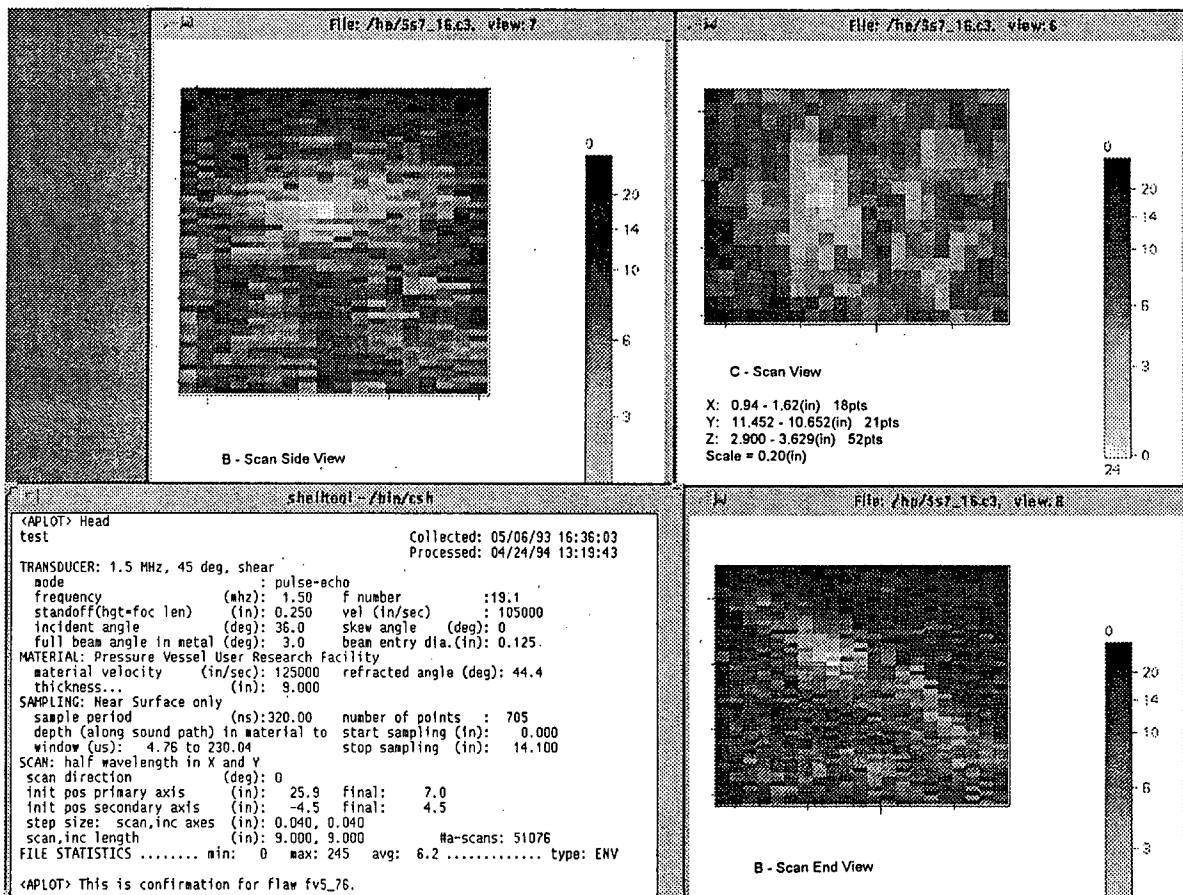 File: /hp/5s7_16.c3, view:7
0
20
14
10
6
3
B - Scan Side View
File: /hp/5s7_16.c3, view:6
0
20
14
10
6
3
0
24
C - Scan View
X: 0.94 - 1.62(in) 18pts
Y: 11.452 - 10.652(in) 21pts
Z: 2.900 - 3.629(in) 52pts
Scale = 0.20(in)
shelltool - /bin/csh
<APLOT> Head
test Collected: 05/06/93 16:36:03
Processed: 04/24/94 13:19:43
TRANSDUCER: 1.5 MHz, 45 deg, shear
mode : pulse-echo
frequency (mhz): 1.50 f number :19.1
standoff(hgt=foc len) (in): 0.250 vel (in/sec) : 105000
incident angle (deg): 36.0 skew angle (deg): 0
full beam angle in metal (deg): 3.0 beam entry dia.(in): 0.125
MATERIAL: Pressure Vessel User Research Facility
material velocity (in/sec): 125000 refracted angle (deg): 44.4
thickness... (in): 9.000
SAMPLING: Near Surface only
sample period (ns):320.00 number of points : 705
depth (along sound path) in material to start sampling (in): 0.000
window (us): 4.76 to 230.04 stop sampling (in): 14.100
SCAN: half wavelength in X and Y
scan direction (deg): 0
init pos primary axis (in): 25.9 final: 7.0
init pos secondary axis (in): -4.5 final: 4.5
step size: scan,inc axes (in): 0.040, 0.040
scan,inc length (in): 9.000, 9.000 #a-scans: 51076
FILE STATISTICS ........ min: 0 max: 245 avg: 6.2 ............. type: ENV
<APLOT> This is confirmation for flaw fv5_76.
File: /hp/5s7_16.c3, view:8
0
20
14
10
6
3
B - Scan End View